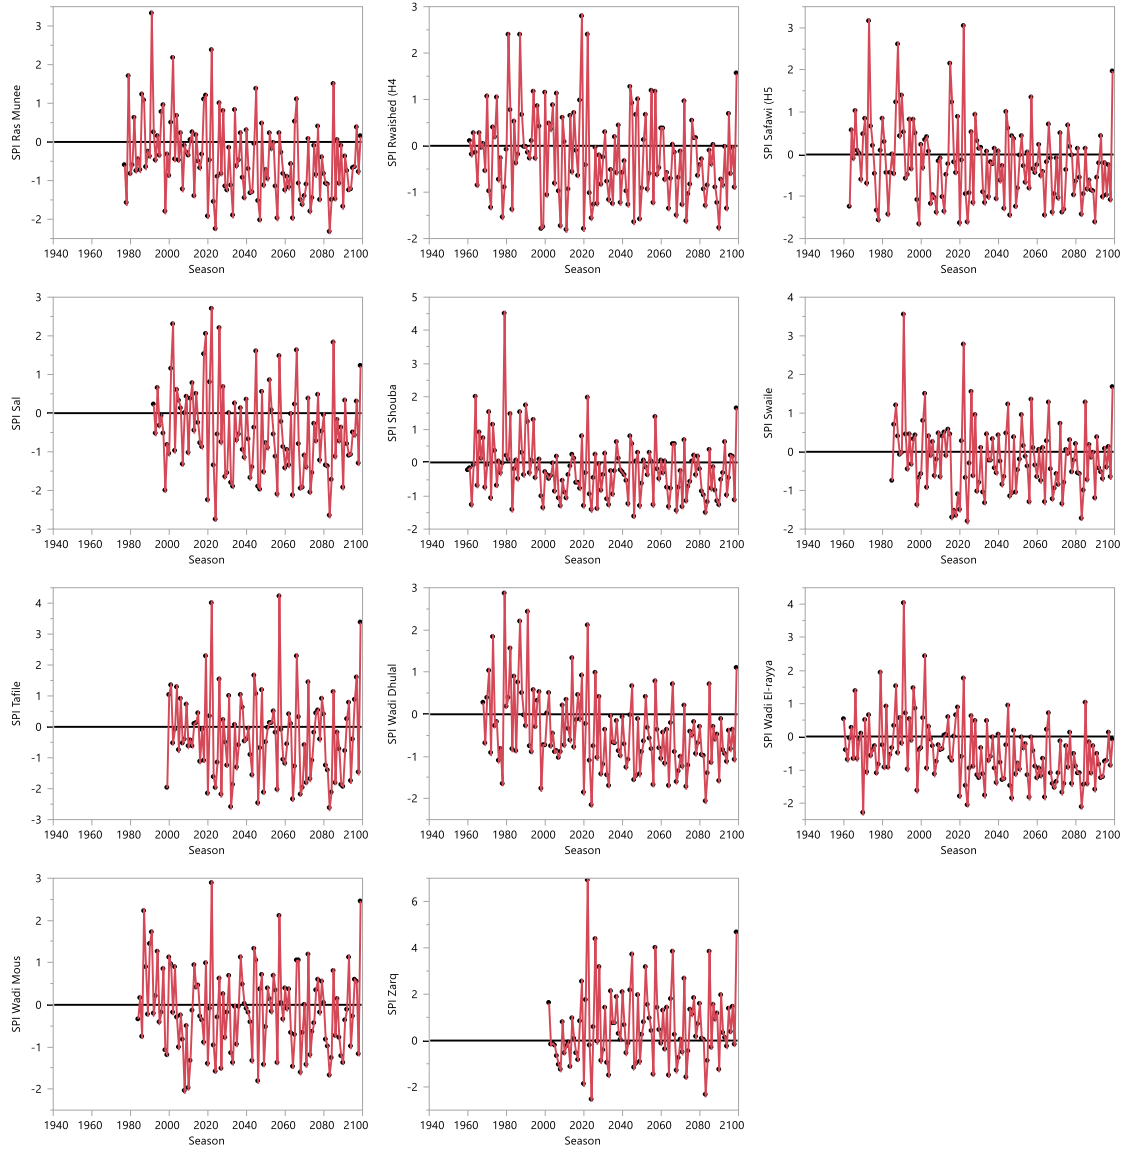 SPI Ras Munee
3
2
1
0
-1
-2
1940 1960 1980 2000 2020 2040 2060 2080 2100
Season
SPI Rwaished (H4
3
2
1
0
-1
-2
1940 1960 1980 2000 2020 2040 2060 2080 2100
Season
SPI Safawi (H5
3
2
1
0
-1
-2
1940 1960 1980 2000 2020 2040 2060 2080 2100
Season
SPI Sal
3
2
1
0
-1
-2
-3
1940 1960 1980 2000 2020 2040 2060 2080 2100
Season
SPI Shouba
5
4
3
2
1
0
-1
-2
1940 1960 1980 2000 2020 2040 2060 2080 2100
Season
SPI Swaile
4
3
2
1
0
-1
-2
1940 1960 1980 2000 2020 2040 2060 2080 2100
Season
SPI Tafile
4
3
2
1
0
-1
-2
-3
1940 1960 1980 2000 2020 2040 2060 2080 2100
Season
SPI Wadi Dhulal
3
2
1
0
-1
-2
1940 1960 1980 2000 2020 2040 2060 2080 2100
Season
SPI Wadi El-rayya
4
3
2
1
0
-1
-2
1940 1960 1980 2000 2020 2040 2060 2080 2100
Season
SPI Wadi Mous
3
2
1
0
-1
-2
1940 1960 1980 2000 2020 2040 2060 2080 2100
Season
SPI Zarq
6
4
2
0
-2
1940 1960 1980 2000 2020 2040 2060 2080 2100
Season